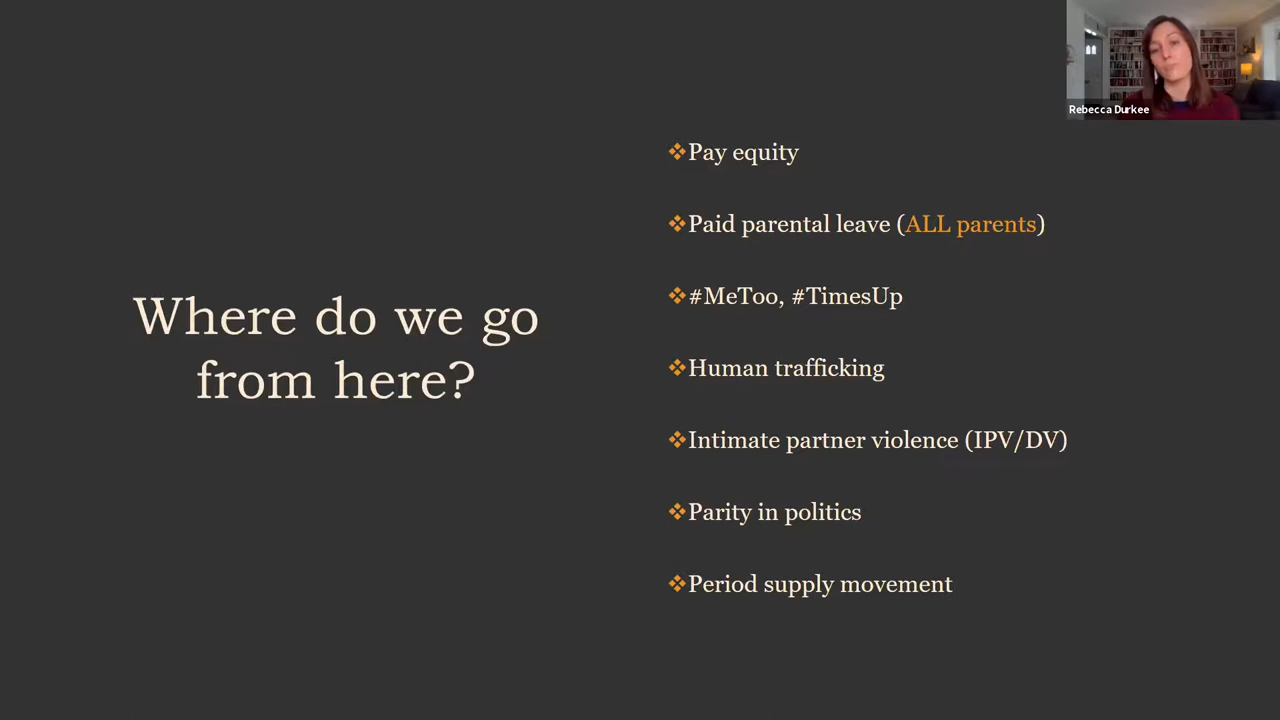 Rebecca Durkee
Where do we go
from here?
❖Pay equity
❖Paid parental leave (ALL parents)
❖#MeToo, #TimesUp
❖Human trafficking
❖Intimate partner violence (IPV/DV)
❖Parity in politics
❖Period supply movement